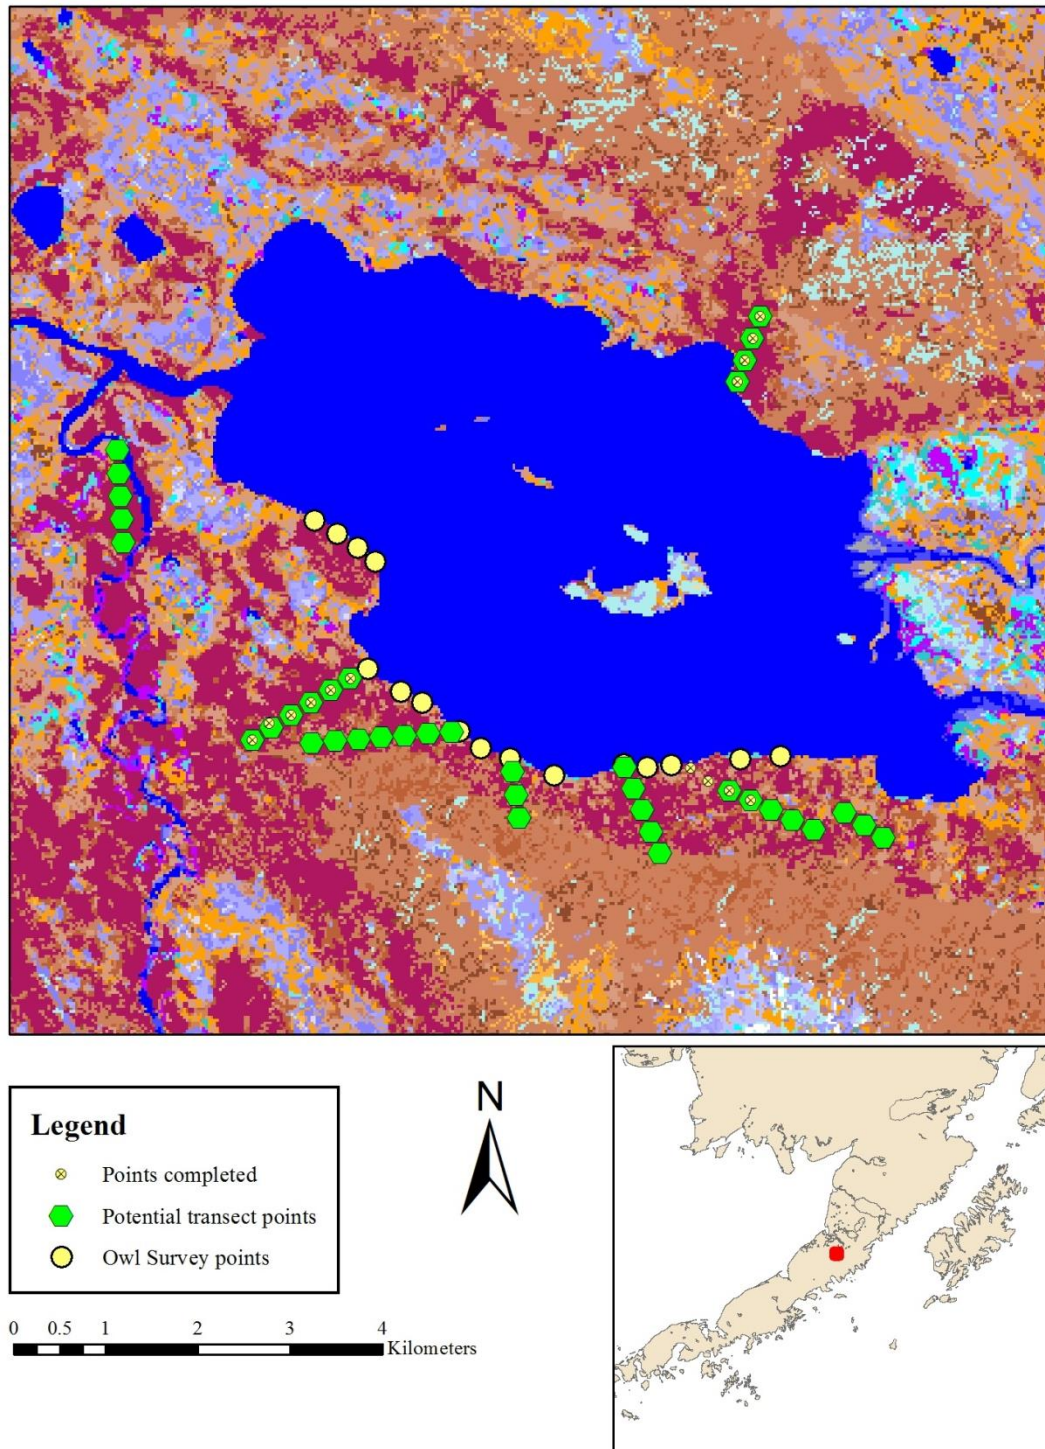 Legend
Points completed
Potential transect points
Owl Survey points
N
0 0.5 1 2 3 4
Kilometers